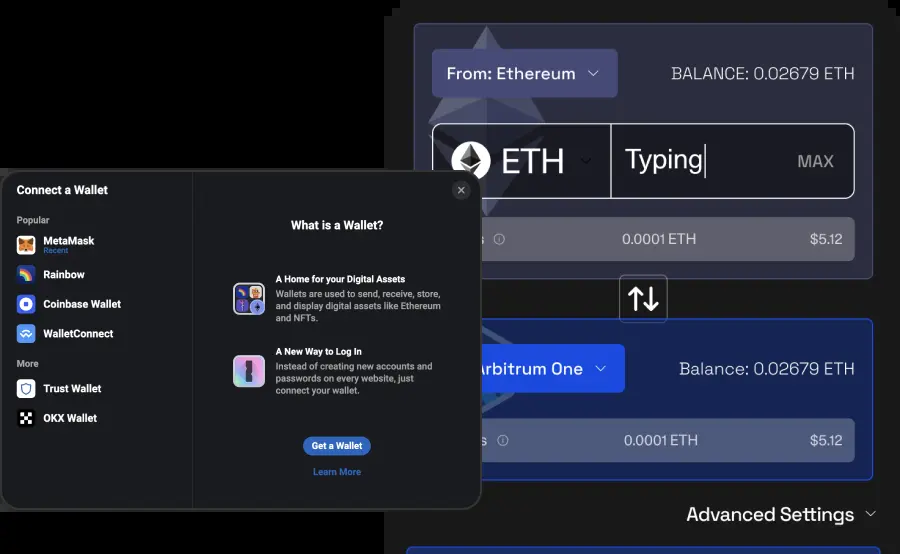 From: Ethereum
BALANCE: 0.02679 ETH
ETH
Typing
MAX
s
0.0001 ETH
$5.12
Arbitrum One
Balance: 0.02679 ETH
s
0.0001 ETH
$5.12
Advanced Settings
Connect a Wallet
Popular
MetaMask
Recent
Rainbow
Coinbase Wallet
WalletConnect
More
Trust Wallet
OKX Wallet
What is a Wallet?
A Home for your Digital Assets
Wallets are used to send, receive, store,
and display digital assets like Ethereum
and NFTs.
A New Way to Log In
Instead of creating new accounts and
passwords on every website, just
connect your wallet.
Get a Wallet
Learn More